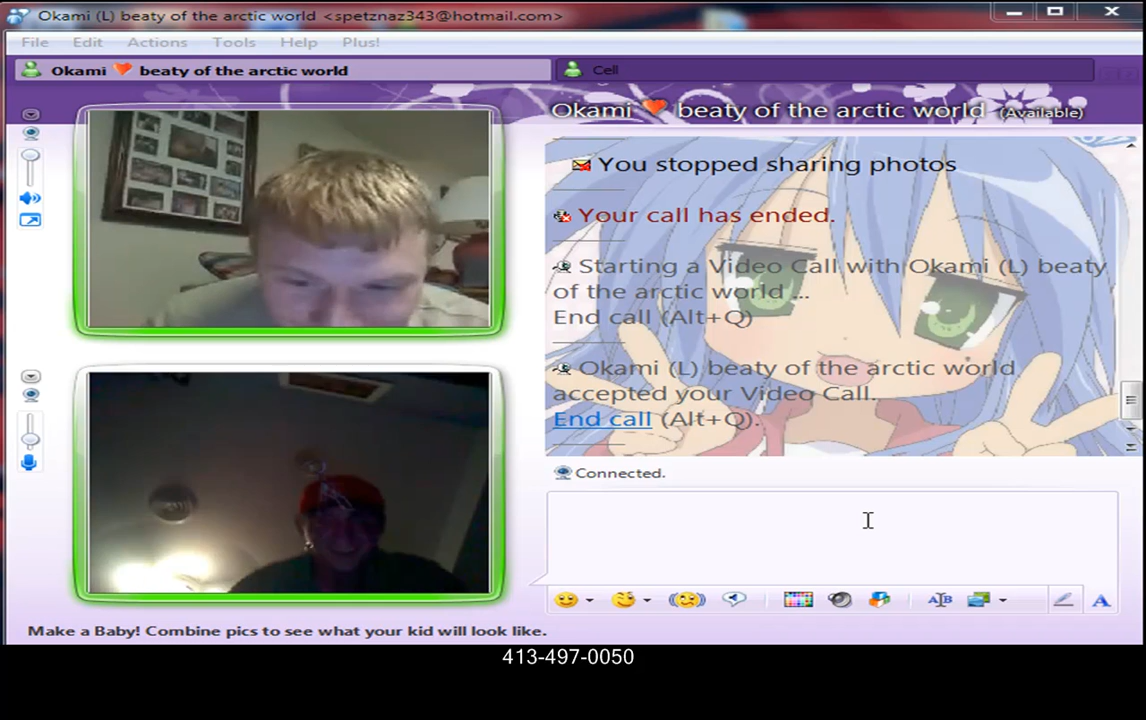 Okami (L) beaty of the arctic world <spetznaz343@hotmail.com>
File Edit Actions Tools Help Plus!
Okami beaty of the arctic world
Cell
Okami beaty of the arctic world (Available)
You stopped sharing photos
Your call has ended.
Starting a Video Call with Okami (L) beaty
of the arctic world ...
End call (Alt+Q)
Okami (L) beaty of the arctic world
accepted your Video Call.
End call (Alt+Q).
Connected.
Make a Baby! Combine pics to see what your kid will look like.
413-497-0050